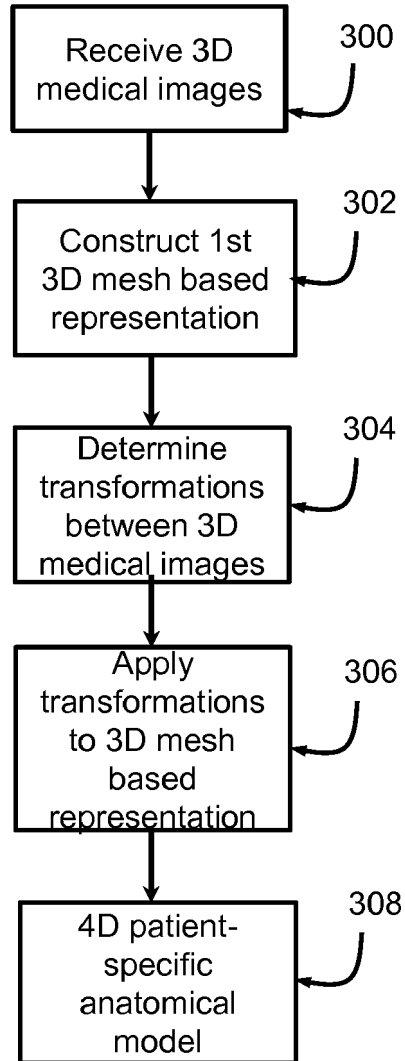 Receive 3D
medical images
300
Construct 1st
3D mesh based
representation
302
Determine
transformations
between 3D
medical images
304
Apply
transformations
to 3D mesh
based
representation
306
4D patient-
specific
anatomical
model
308